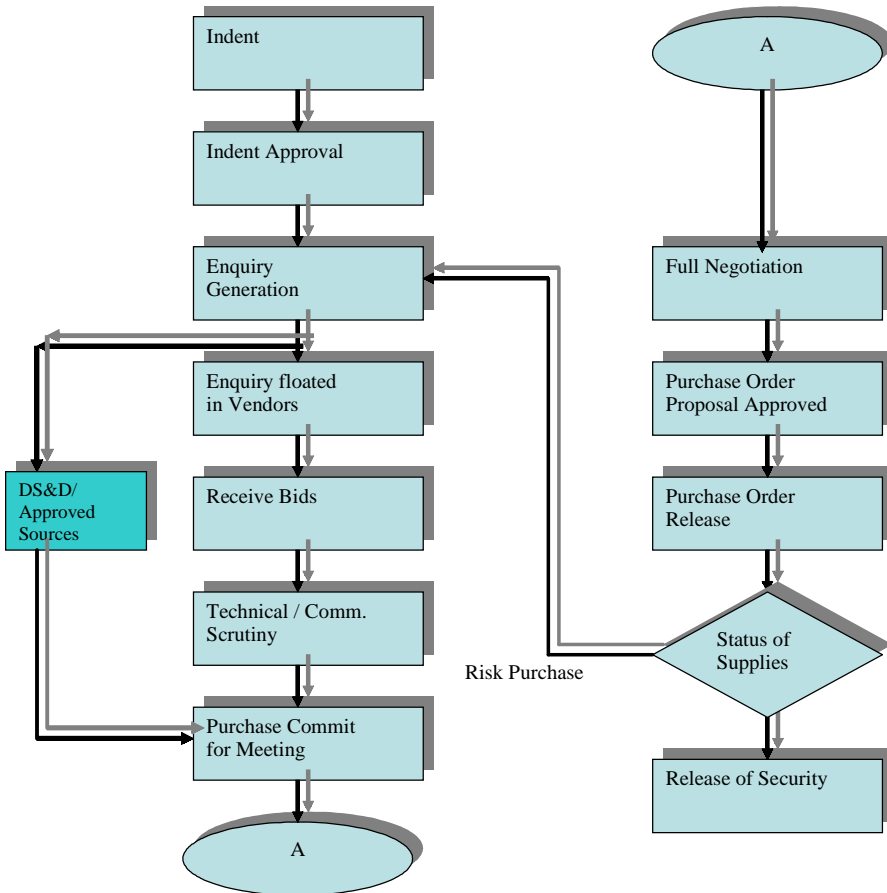 Indent
Indent Approval
Enquiry
Generation
Enquiry floated
in Vendors
DS&D/
Approved
Sources
Receive Bids
Technical / Comm.
Scrutiny
Purchase Commit
for Meeting
A
A
Full Negotiation
Purchase Order
Proposal Approved
Purchase Order
Release
Status of
Supplies
Risk Purchase
Release of Security